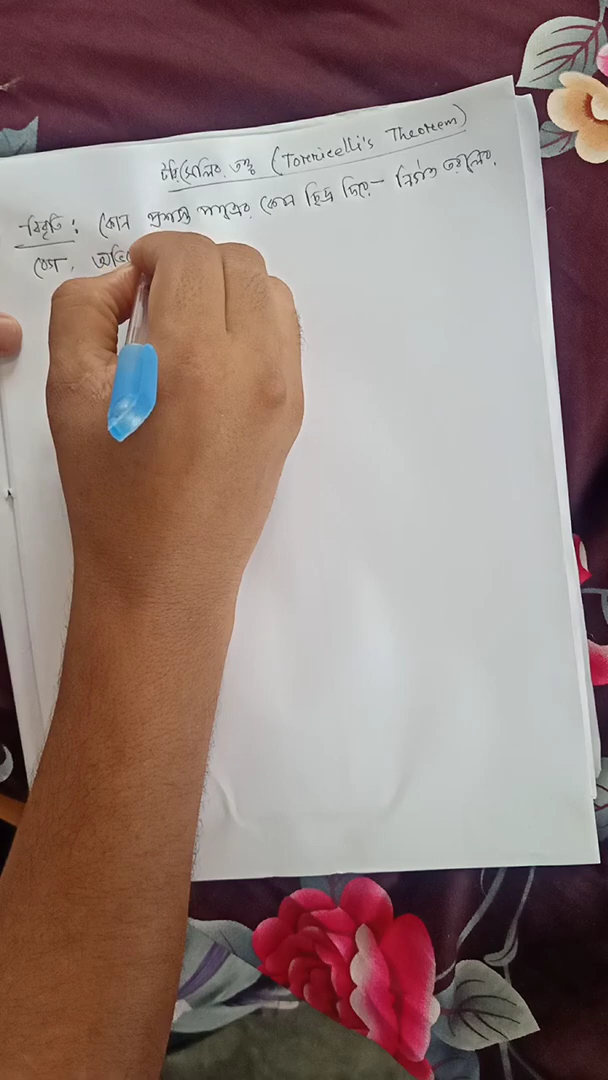 টরিসেলির তত্ত্ব (Torricelli's Theorem)
বিবৃতি : কোন প্রশস্ত পাত্রের কোন ছিদ্র দিয়ে নির্গত তরলের
বেগ,